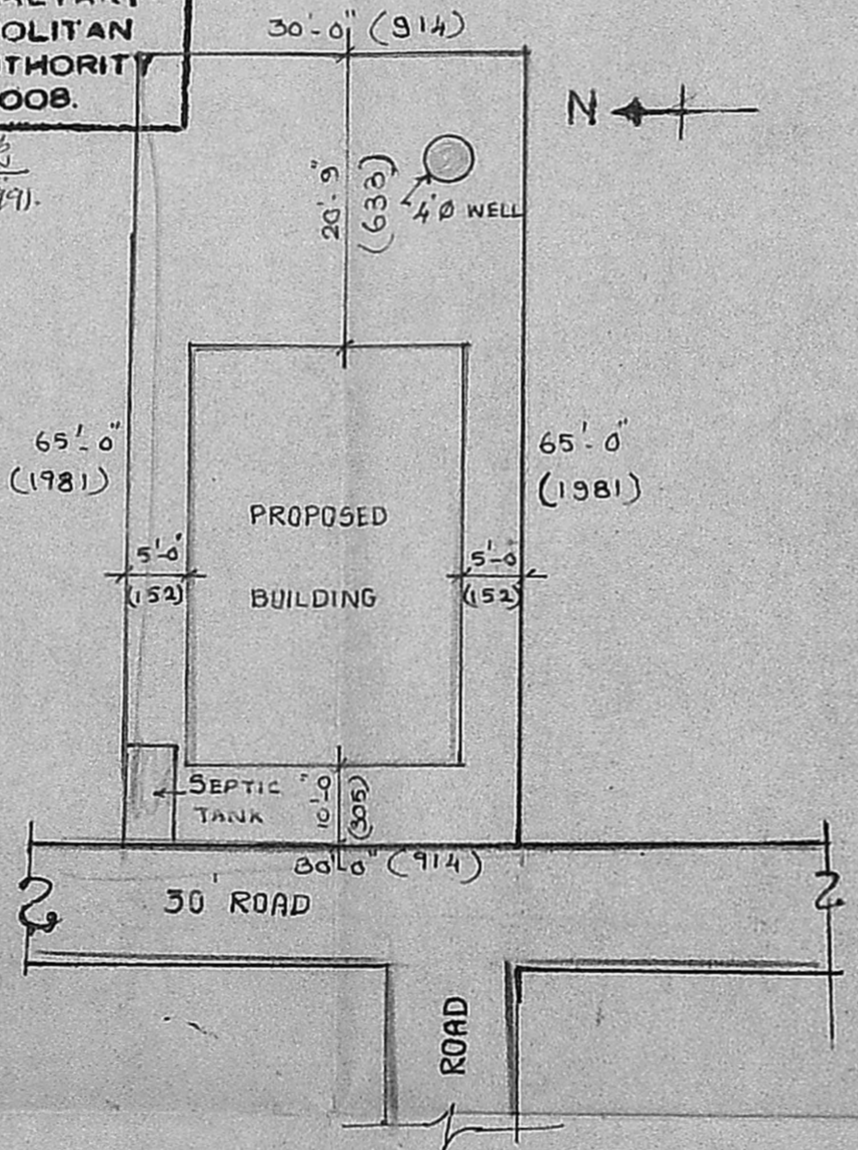 OLITAN
THORITY
008.
30'-0" (914)
N
20'-9"
(633)
4'Ø WELL
65'-0"
(1981)
65'-0"
(1981)
PROPOSED
BUILDING
5'-0"
(152)
5'-0
(152)
SEPTIC
TANK
10'-0"
(305)
30'-0" (914)
30' ROAD
ROAD